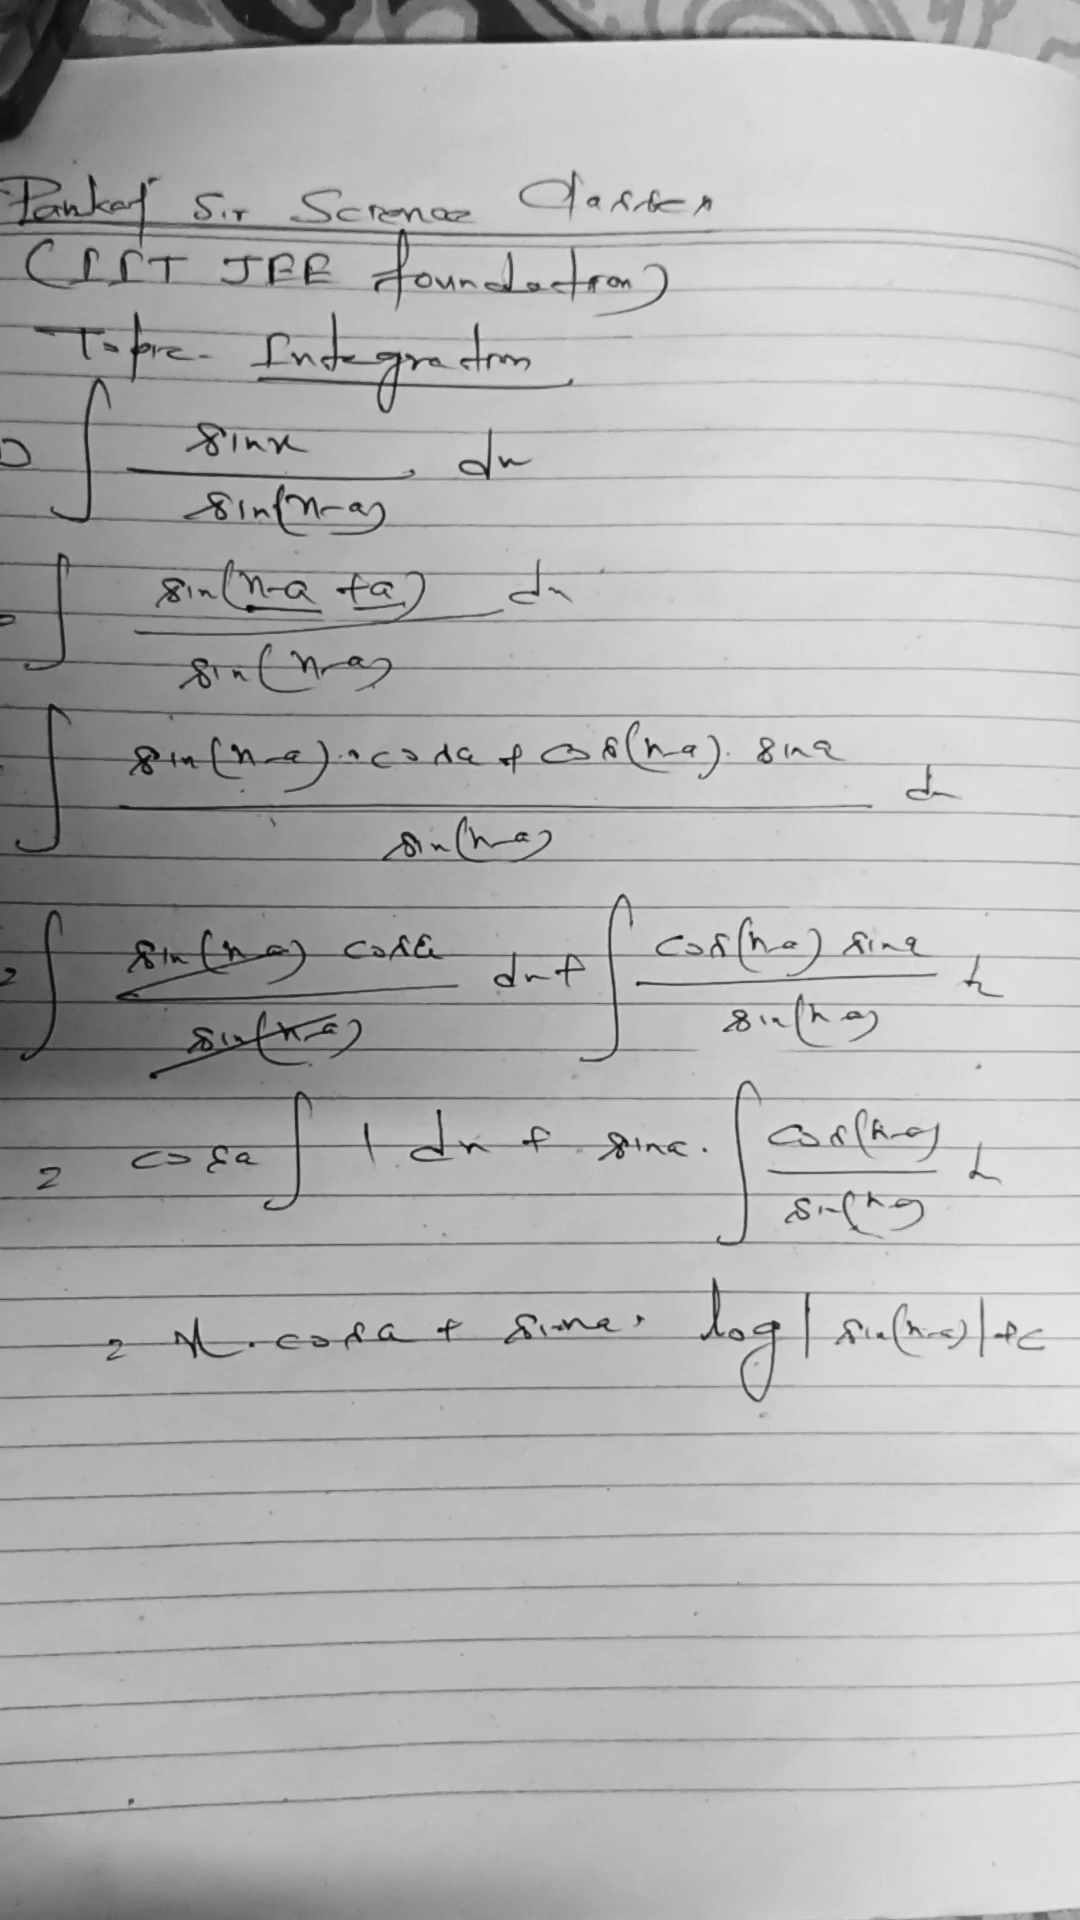 Pankaj Sir Science Classes
(IIT JEE foundation)
Topic - Integration
1) ∫ sinx / sin(x-a) . dx
= ∫ sin(x-a +a) / sin(x-a) dx
= ∫ sin(x-a).cosa + cos(x-a). sina / sin(x-a) dx
= ∫ sin(x-a) cosa / sin(x-a) dx + ∫ cos(x-a) sina / sin(x-a) dx
= cosa ∫ 1 dx + sina. ∫ cos(x-a) / sin(x-a) dx
= x.cosa + sina. log|sin(x-a)|+c